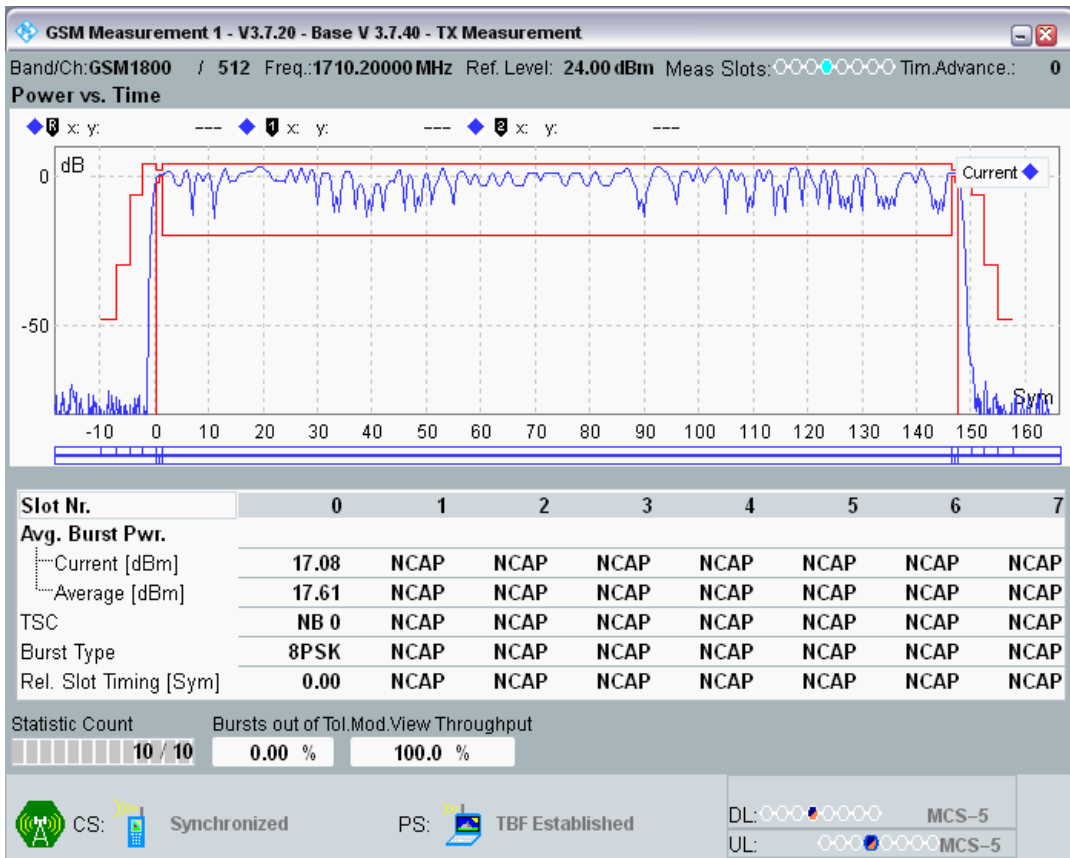 GSM Measurement 1 - V3.7.20 - Base V 3.7.40 - TX Measurement
Band/Ch:GSM1800 / 512 Freq.:1710.20000 MHz Ref. Level: 24.00 dBm Meas Slots: Tim.Advance.: 0
Power vs. Time
R x: y: --- 1 x: y: --- 2 x: y: ---
dB
Current
0
-50
Sym
-10 0 10 20 30 40 50 60 70 80 90 100 110 120 130 140 150 160
Slot Nr. 0 1 2 3 4 5 6 7
Avg. Burst Pwr.
Current [dBm] 17.08 NCAP NCAP NCAP NCAP NCAP NCAP NCAP
Average [dBm] 17.61 NCAP NCAP NCAP NCAP NCAP NCAP NCAP
TSC NB 0 NCAP NCAP NCAP NCAP NCAP NCAP NCAP
Burst Type 8PSK NCAP NCAP NCAP NCAP NCAP NCAP NCAP
Rel. Slot Timing [Sym] 0.00 NCAP NCAP NCAP NCAP NCAP NCAP NCAP
Statistic Count Bursts out of Tol.Mod.View Throughput
10 / 10 0.00 % 100.0 %
CS: Synchronized PS: TBF Established
DL: MCS-5
UL: MCS-5